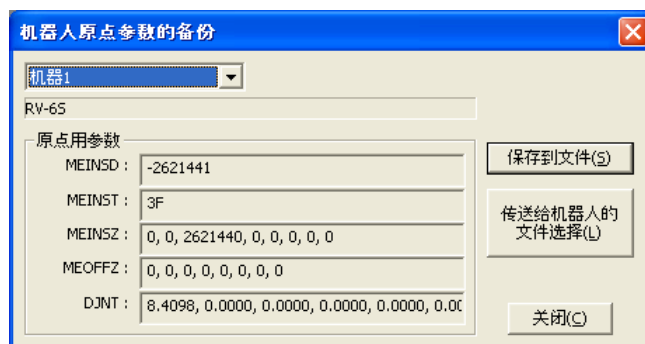 机器人原点参数的备份
机器1
RV-6S
原点用参数
MEINSD : -2621441
MEINST : 3F
MEINSZ : 0, 0, 2621440, 0, 0, 0, 0, 0
MEOFFZ : 0, 0, 0, 0, 0, 0, 0, 0
DJNT : 8.4098, 0.0000, 0.0000, 0.0000, 0.0000, 0.00
保存到文件(S)
传送给机器人的
文件选择(L)
关闭(C)